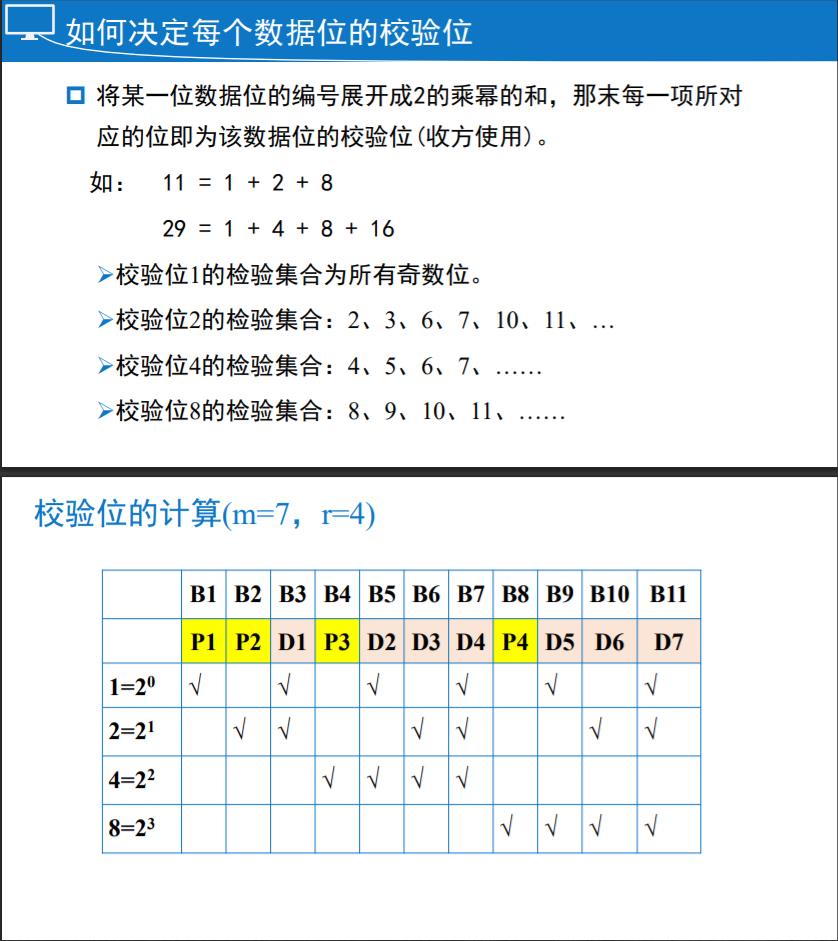 如何决定每个数据位的校验位
将某一位数据位的编号展开成2的乘幂的和，那末每一项所对
应的位即为该数据位的校验位(收方使用)。
如： 11 = 1 + 2 + 8
29 = 1 + 4 + 8 + 16
➢校验位1的检验集合为所有奇数位。
➢校验位2的检验集合：2、3、6、7、10、11、…
➢校验位4的检验集合：4、5、6、7、……
➢校验位8的检验集合：8、9、10、11、……
校验位的计算(m=7，r=4)
B1 B2 B3 B4 B5 B6 B7 B8 B9 B10 B11
P1 P2 D1 P3 D2 D3 D4 P4 D5 D6 D7
1=2⁰ √ √ √ √ √ √
2=2¹ √ √ √ √ √ √
4=2² √ √ √ √
8=2³ √ √ √ √